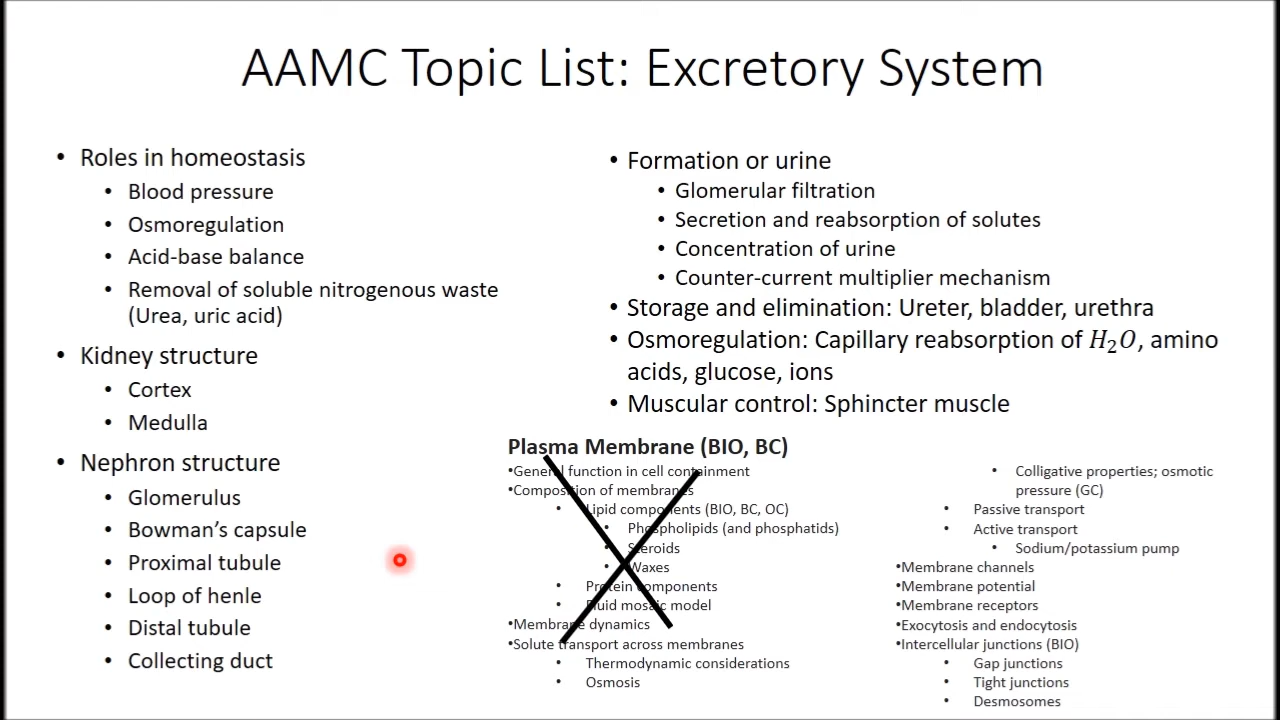 AAMC Topic List: Excretory System
• Roles in homeostasis
• Blood pressure
• Osmoregulation
• Acid-base balance
• Removal of soluble nitrogenous waste
(Urea, uric acid)
• Kidney structure
• Cortex
• Medulla
• Nephron structure
• Glomerulus
• Bowman's capsule
• Proximal tubule
• Loop of henle
• Distal tubule
• Collecting duct
• Formation or urine
• Glomerular filtration
• Secretion and reabsorption of solutes
• Concentration of urine
• Counter-current multiplier mechanism
• Storage and elimination: Ureter, bladder, urethra
• Osmoregulation: Capillary reabsorption of H₂O, amino
acids, glucose, ions
• Muscular control: Sphincter muscle
Plasma Membrane (BIO, BC)
•General function in cell containment
•Composition of membranes
• Lipid components (BIO, BC, OC)
• Phospholipids (and phosphatids)
• Steroids
• Waxes
• Protein components
• Fluid mosaic model
•Membrane dynamics
•Solute transport across membranes
• Thermodynamic considerations
• Osmosis
• Colligative properties; osmotic
pressure (GC)
• Passive transport
• Active transport
• Sodium/potassium pump
•Membrane channels
•Membrane potential
•Membrane receptors
•Exocytosis and endocytosis
•Intercellular junctions (BIO)
• Gap junctions
• Tight junctions
• Desmosomes